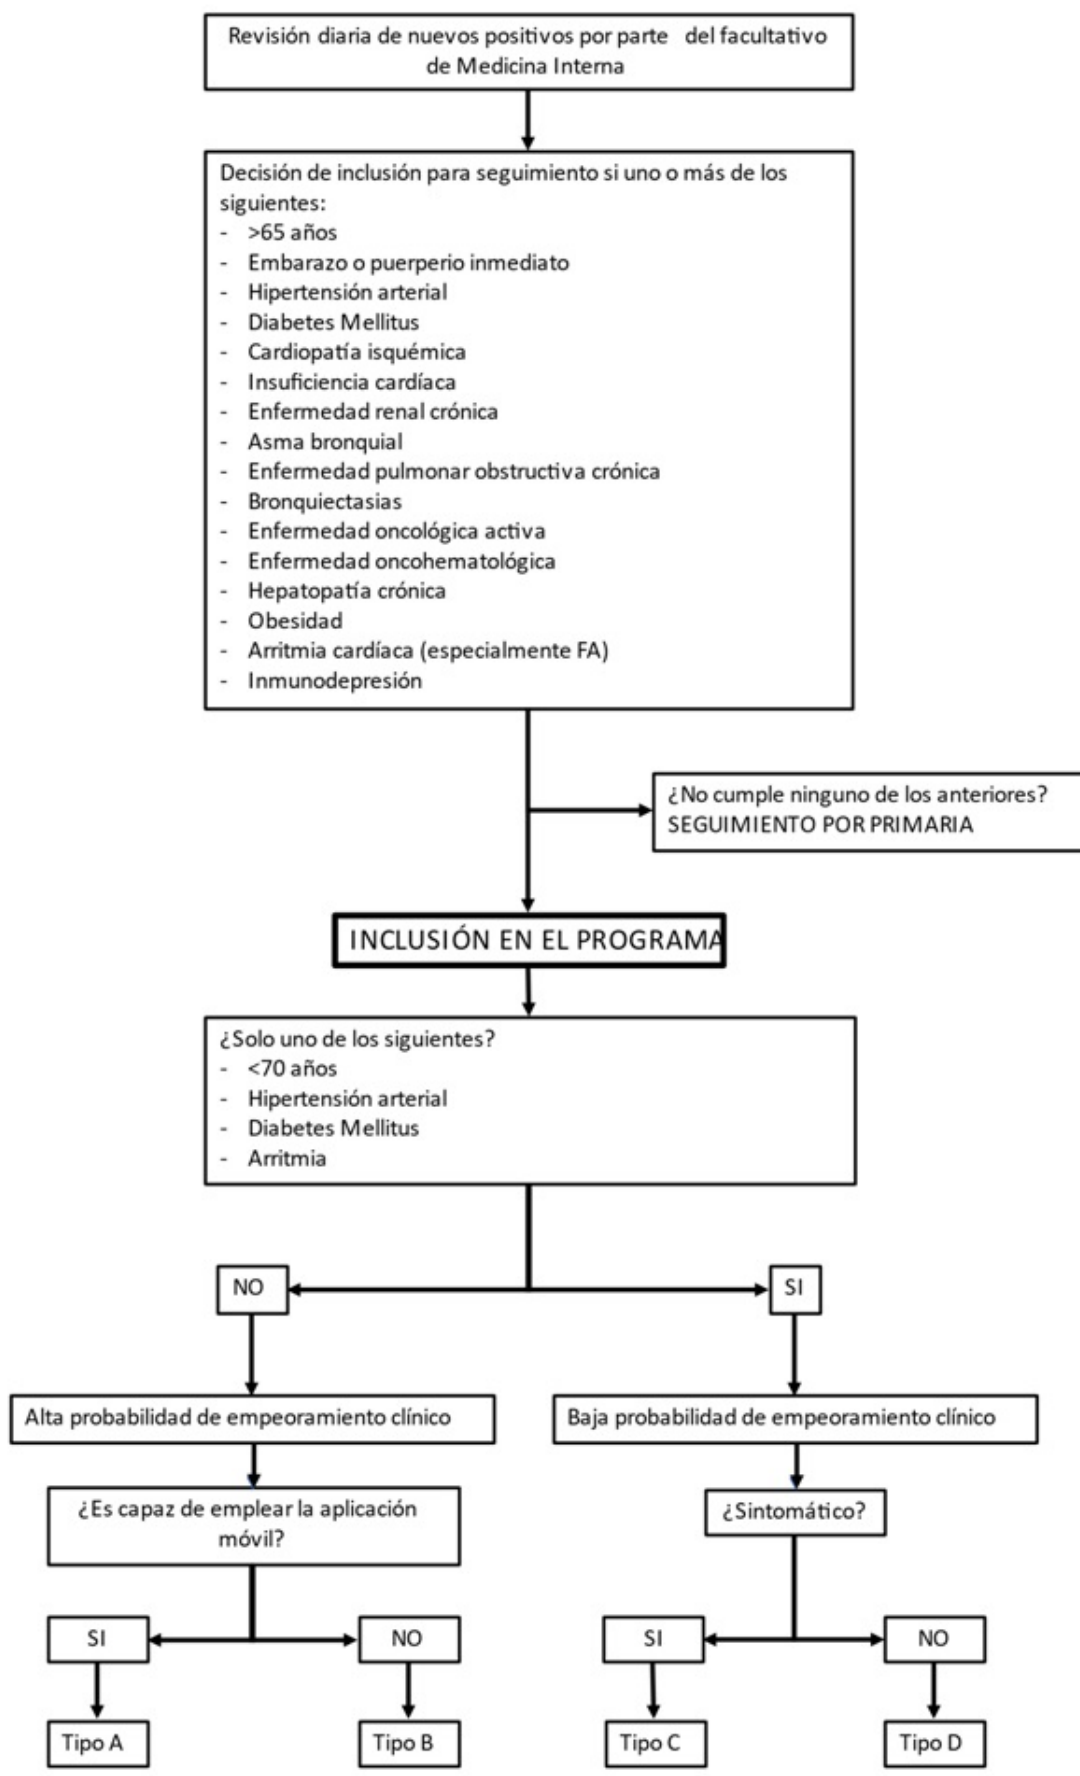 Revisión diaria de nuevos positivos por parte del facultativo
de Medicina Interna
Decisión de inclusión para seguimiento si uno o más de los
siguientes:
- >65 años
- Embarazo o puerperio inmediato
- Hipertensión arterial
- Diabetes Mellitus
- Cardiopatía isquémica
- Insuficiencia cardíaca
- Enfermedad renal crónica
- Asma bronquial
- Enfermedad pulmonar obstructiva crónica
- Bronquiectasias
- Enfermedad oncológica activa
- Enfermedad oncohematológica
- Hepatopatía crónica
- Obesidad
- Arritmia cardíaca (especialmente FA)
- Inmunodepresión
¿No cumple ninguno de los anteriores?
SEGUIMIENTO POR PRIMARIA
INCLUSIÓN EN EL PROGRAMA
¿Solo uno de los siguientes?
- <70 años
- Hipertensión arterial
- Diabetes Mellitus
- Arritmia
NO
SI
Alta probabilidad de empeoramiento clínico
Baja probabilidad de empeoramiento clínico
¿Es capaz de emplear la aplicación
móvil?
¿Sintomático?
SI
NO
SI
NO
Tipo A
Tipo B
Tipo C
Tipo D